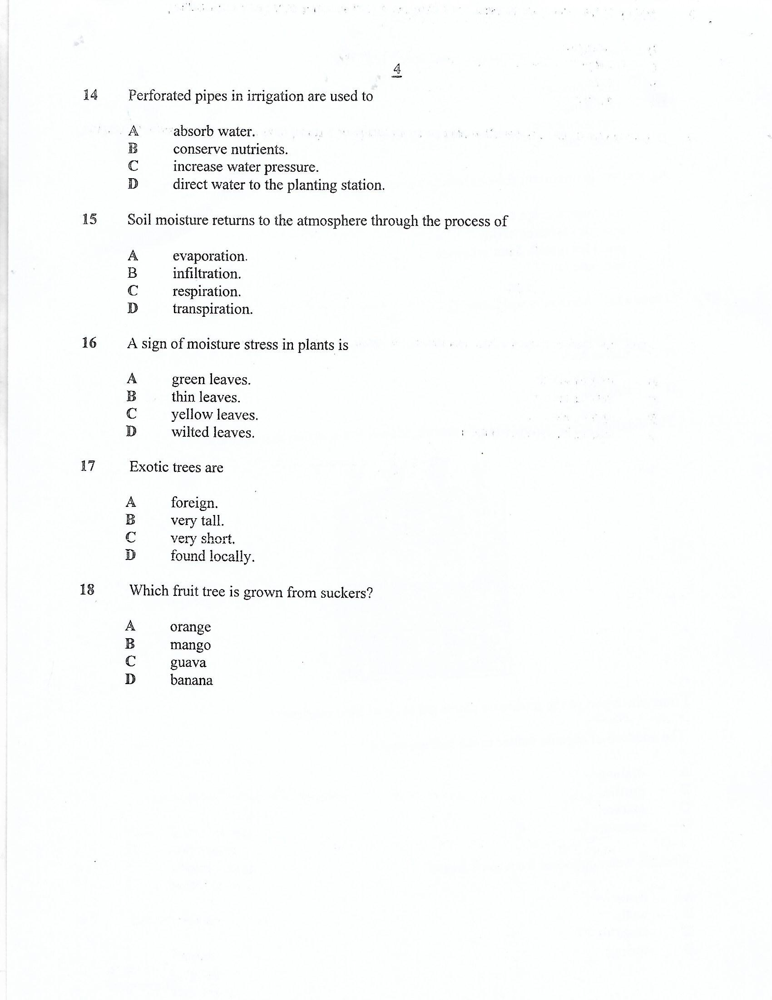 4
14 Perforated pipes in irrigation are used to
A absorb water.
B conserve nutrients.
C increase water pressure.
D direct water to the planting station.
15 Soil moisture returns to the atmosphere through the process of
A evaporation.
B infiltration.
C respiration.
D transpiration.
16 A sign of moisture stress in plants is
A green leaves.
B thin leaves.
C yellow leaves.
D wilted leaves.
17 Exotic trees are
A foreign.
B very tall.
C very short.
D found locally.
18 Which fruit tree is grown from suckers?
A orange
B mango
C guava
D banana